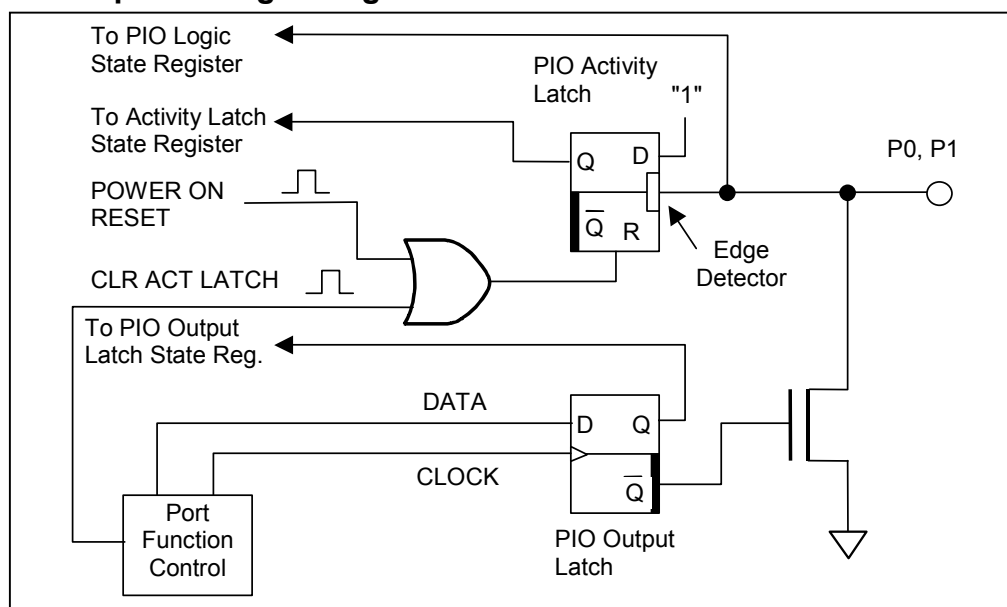 To PIO Logic
State Register
PIO Activity
Latch
"1"
To Activity Latch
State Register
Q
D
P0, P1
POWER ON
RESET
Q
R
Edge
Detector
CLR ACT LATCH
To PIO Output
Latch State Reg.
DATA
D
Q
CLOCK
Q
Port
Function
Control
PIO Output
Latch